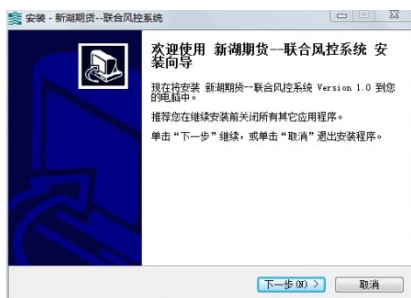 安装 - 新湖期货--联合风控系统
欢迎使用 新湖期货--联合风控系统 安
装向导
现在将安装 新湖期货--联合风控系统 Version 1.0 到您
的电脑中。
推荐您在继续安装前关闭所有其它应用程序。
单击“下一步”继续，或单击“取消”退出安装程序。
下一步(N) >
取消